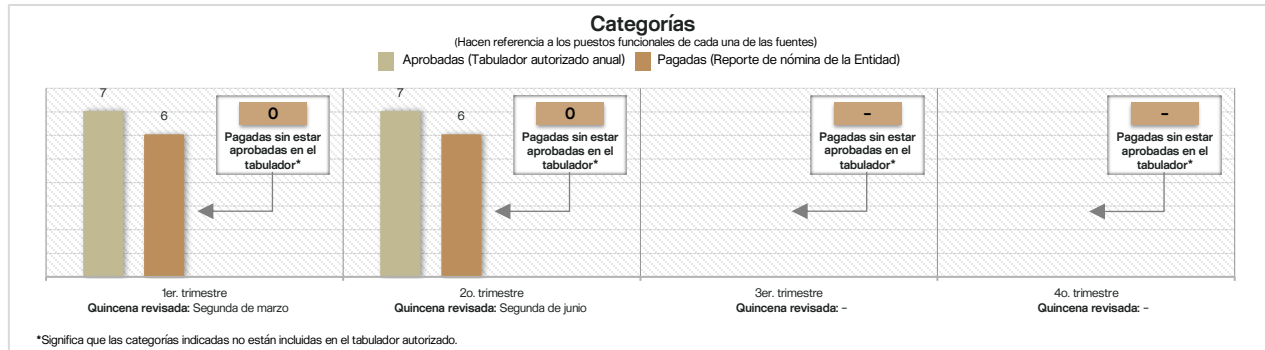 Categorías
(Hacen referencia a los puestos funcionales de cada una de las fuentes)
Aprobadas (Tabulador autorizado anual) Pagadas (Reporte de nómina de la Entidad)
7
6
0
Pagadas sin estar
aprobadas en el
tabulador*
7
6
0
Pagadas sin estar
aprobadas en el
tabulador*
-
Pagadas sin estar
aprobadas en el
tabulador*
-
Pagadas sin estar
aprobadas en el
tabulador*
1er. trimestre
Quincena revisada: Segunda de marzo
2o. trimestre
Quincena revisada: Segunda de junio
3er. trimestre
Quincena revisada: -
4o. trimestre
Quincena revisada: -
*Significa que las categorías indicadas no están incluidas en el tabulador autorizado.